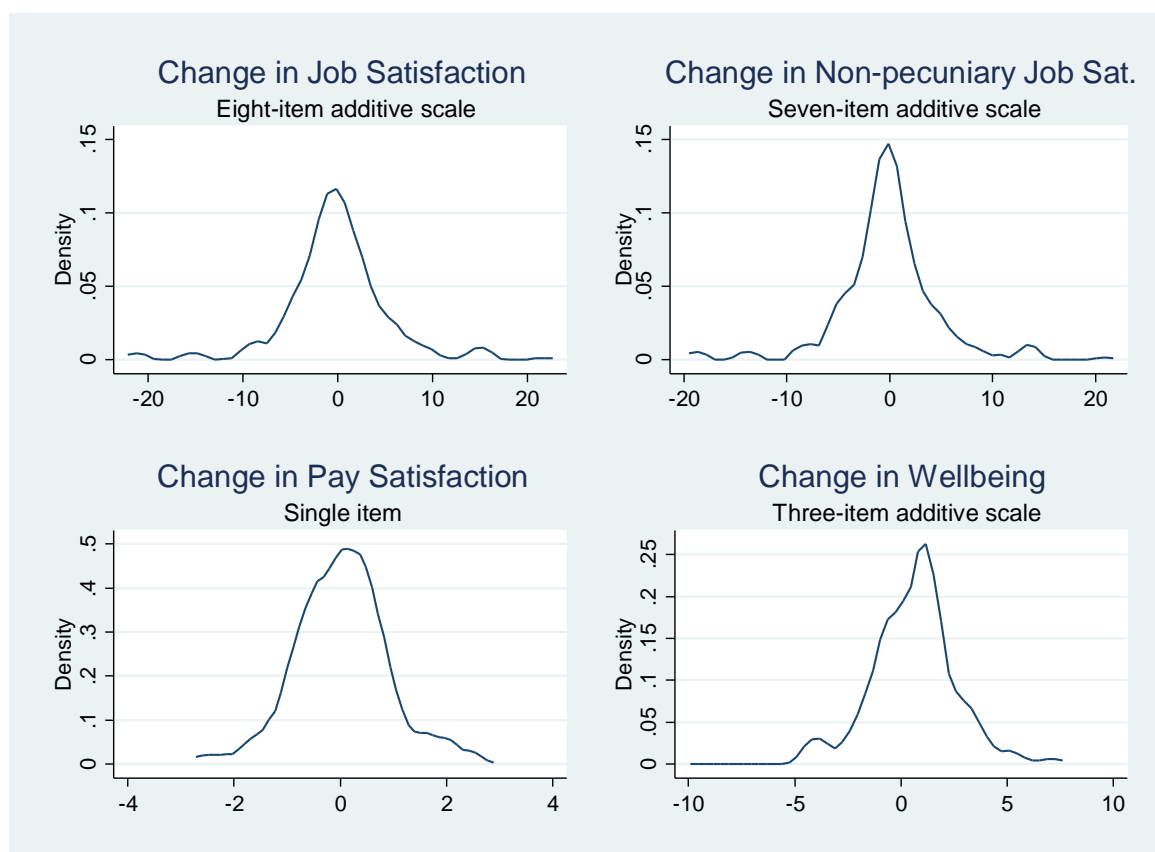 Change in Job Satisfaction
Eight-item additive scale
Density
0 .05 .1 .15
-20 -10 0 10 20
Change in Non-pecuniary Job Sat.
Seven-item additive scale
Density
0 .05 .1 .15
-20 -10 0 10 20
Change in Pay Satisfaction
Single item
Density
0 .1 .2 .3 .4 .5
-4 -2 0 2 4
Change in Wellbeing
Three-item additive scale
Density
0 .05 .1 .15 .2 .25
-10 -5 0 5 10